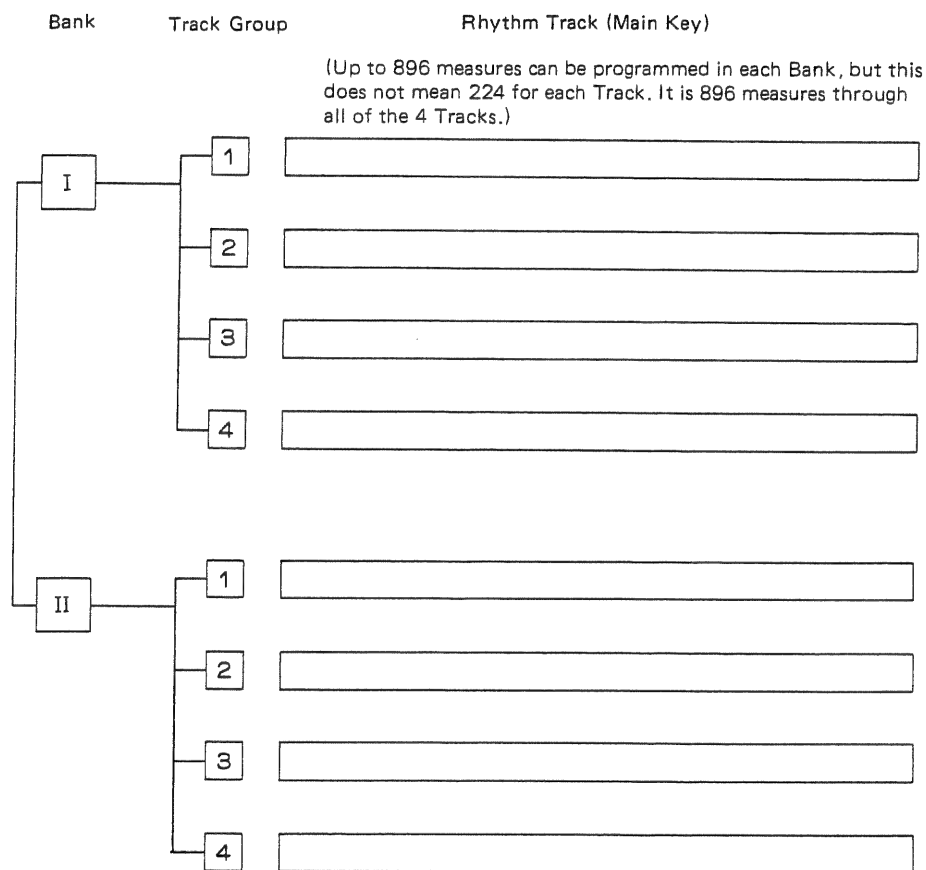 Bank Track Group Rhythm Track (Main Key)
(Up to 896 measures can be programmed in each Bank, but this
does not mean 224 for each Track. It is 896 measures through
all of the 4 Tracks.)
1
I
2
3
4
1
II
2
3
4